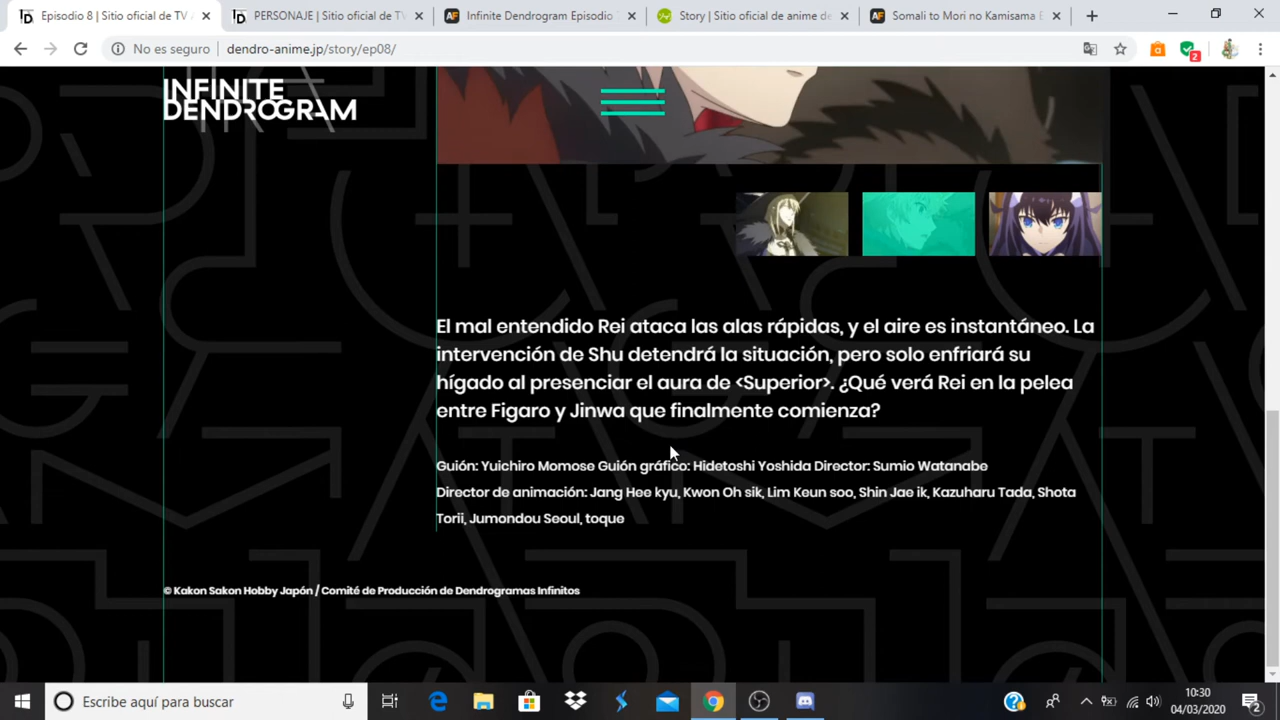 Episodio 8 | Sitio oficial de TV
PERSONAJE | Sitio oficial de TV
Infinite Dendrogram Episodio
Story | Sitio oficial de anime de
Somali to Mori no Kamisama E
No es seguro
dendro-anime.jp/story/ep08/
2
INFINITE
DENDROGRAM
El mal entendido Rei ataca las alas rápidas, y el aire es instantáneo. La
intervención de Shu detendrá la situación, pero solo enfriará su
hígado al presenciar el aura de <Superior>. ¿Qué verá Rei en la pelea
entre Figaro y Jinwa que finalmente comienza?
Guión: Yuichiro Momose Guión gráfico: Hidetoshi Yoshida Director: Sumio Watanabe
Director de animación: Jang Hee kyu, Kwon Oh sik, Lim Keun soo, Shin Jae ik, Kazuharu Tada, Shota
Torii, Jumondou Seoul, toque
© Kakon Sakon Hobby Japón / Comité de Producción de Dendrogramas Infinitos
Escribe aquí para buscar
10:30
04/03/2020
2